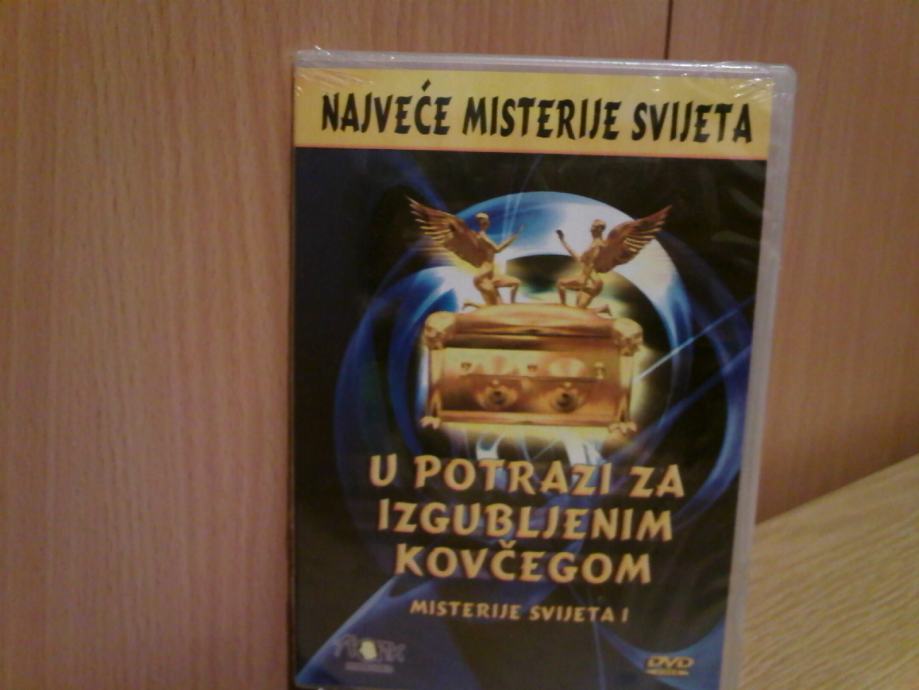 NAJVEĆE MISTERIJE SVIJETA
U POTRAZI ZA
IZGUBLJENIM
KOVČEGOM
MISTERIJE SVIJETA I
DVD